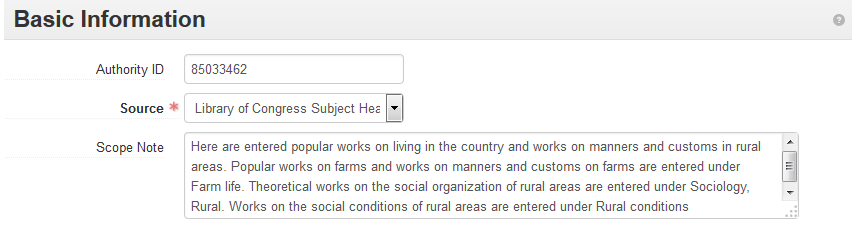 Basic Information
?
Authority ID
85033462
Source *
Library of Congress Subject Hea
Scope Note
Here are entered popular works on living in the country and works on manners and customs in rural
areas. Popular works on farms and works on manners and customs on farms are entered under
Farm life. Theoretical works on the social organization of rural areas are entered under Sociology,
Rural. Works on the social conditions of rural areas are entered under Rural conditions